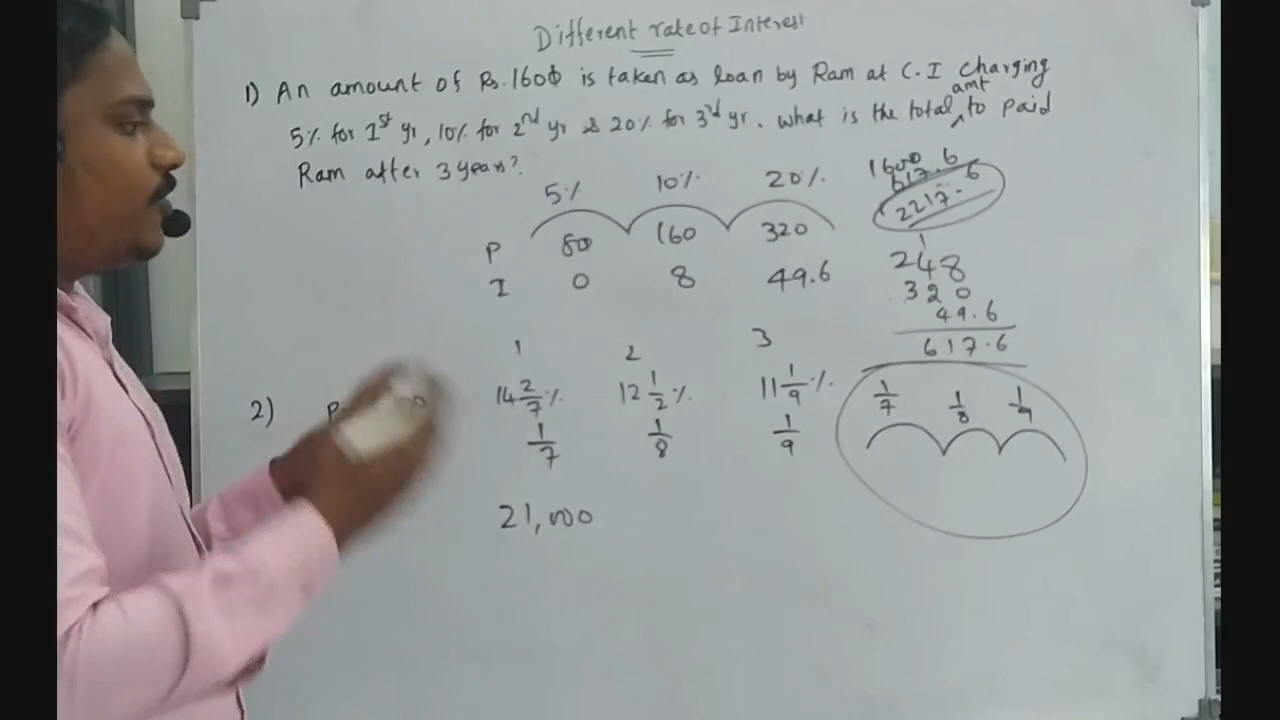 Different rate of Interest
1) An amount of Rs. 1600 is taken as loan by Ram at C.I charging
amt
5% for 1st yr, 10% for 2nd yr & 20% for 3rd yr. what is the total ^ to paid
Ram after 3 years?
5% 10% 20%
P 80 160 320
I 0 8 49.6
1600
617.6
2217.6
1
248
320
49.6
617.6
1 2 3
2) P 14 2/7 % 12 1/2 % 11 1/9 %
1/7 1/8 1/9
1/7 1/8 1/9
21,000